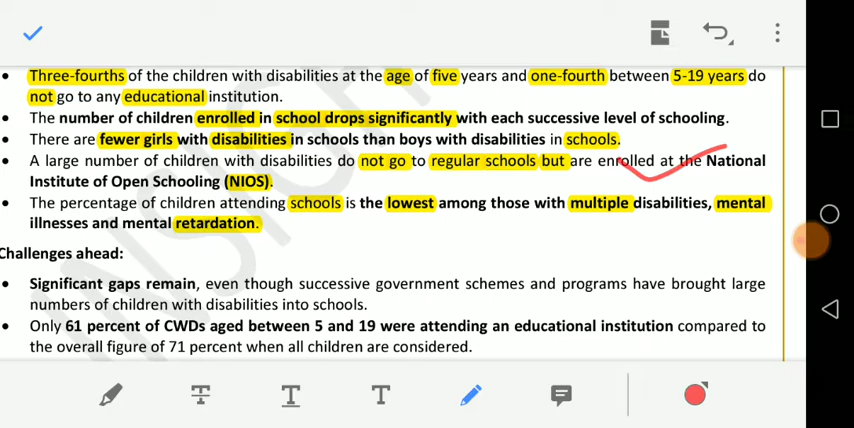 • Three-fourths of the children with disabilities at the age of five years and one-fourth between 5-19 years do
not go to any educational institution.
• The number of children enrolled in school drops significantly with each successive level of schooling.
• There are fewer girls with disabilities in schools than boys with disabilities in schools.
• A large number of children with disabilities do not go to regular schools but are enrolled at the National
Institute of Open Schooling (NIOS).
• The percentage of children attending schools is the lowest among those with multiple disabilities, mental
illnesses and mental retardation.
Challenges ahead:
• Significant gaps remain, even though successive government schemes and programs have brought large
numbers of children with disabilities into schools.
• Only 61 percent of CWDs aged between 5 and 19 were attending an educational institution compared to
the overall figure of 71 percent when all children are considered.
T T T